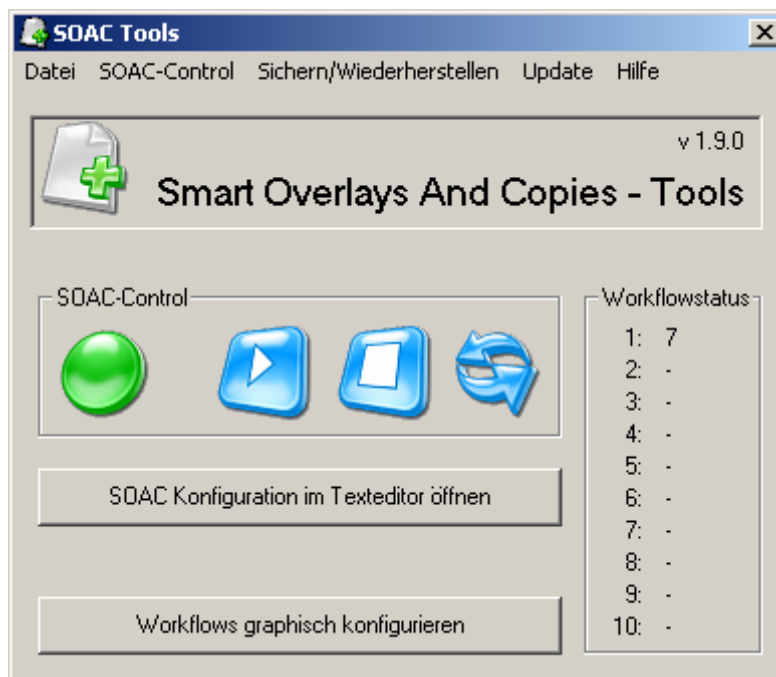 SOAC Tools
Datei SOAC-Control Sichern/Wiederherstellen Update Hilfe
v 1.9.0
Smart Overlays And Copies - Tools
SOAC-Control
Workflowstatus
1: 7
2: -
3: -
4: -
5: -
6: -
7: -
8: -
9: -
10: -
SOAC Konfiguration im Texteditor öffnen
Workflows graphisch konfigurieren